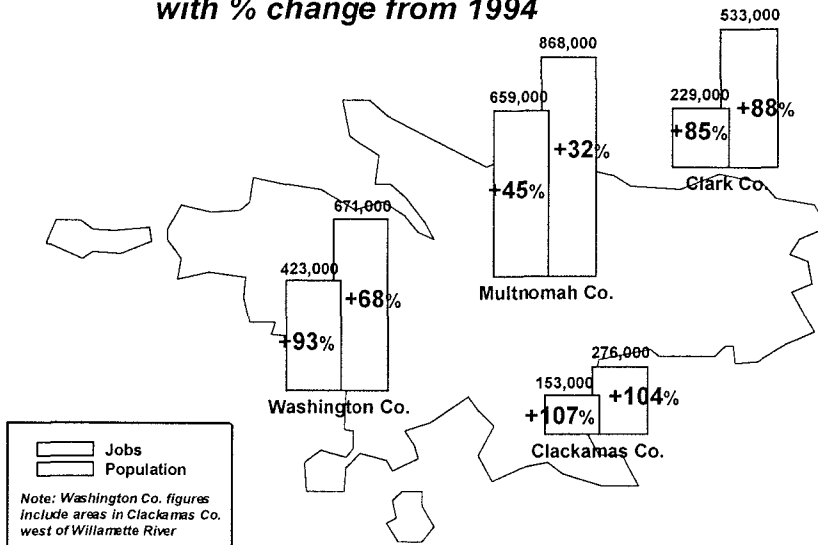 with % change from 1994
533,000
868,000
659,000
229,000
+88%
+85%
+32%
+45%
Clark Co.
671,000
423,000
+68%
Multnomah Co.
+93%
276,000
153,000
+104%
+107%
Washington Co.
Clackamas Co.
Jobs
Population
Note: Washington Co. figures
include areas in Clackamas Co.
west of Willamette River